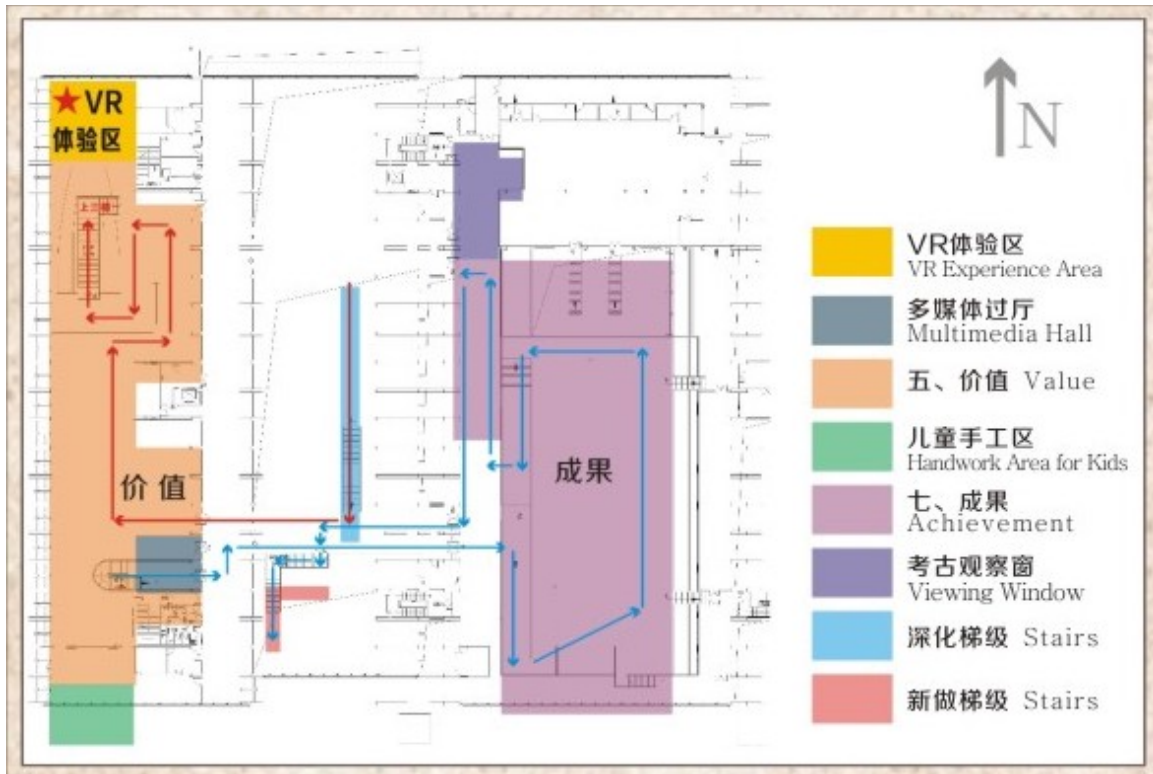 ★VR
体验区
上三楼
价值
成果
N
VR体验区
VR Experience Area
多媒体过厅
Multimedia Hall
五、价值 Value
儿童手工区
Handwork Area for Kids
七、成果
Achievement
考古观察窗
Viewing Window
深化梯级 Stairs
新做梯级 Stairs